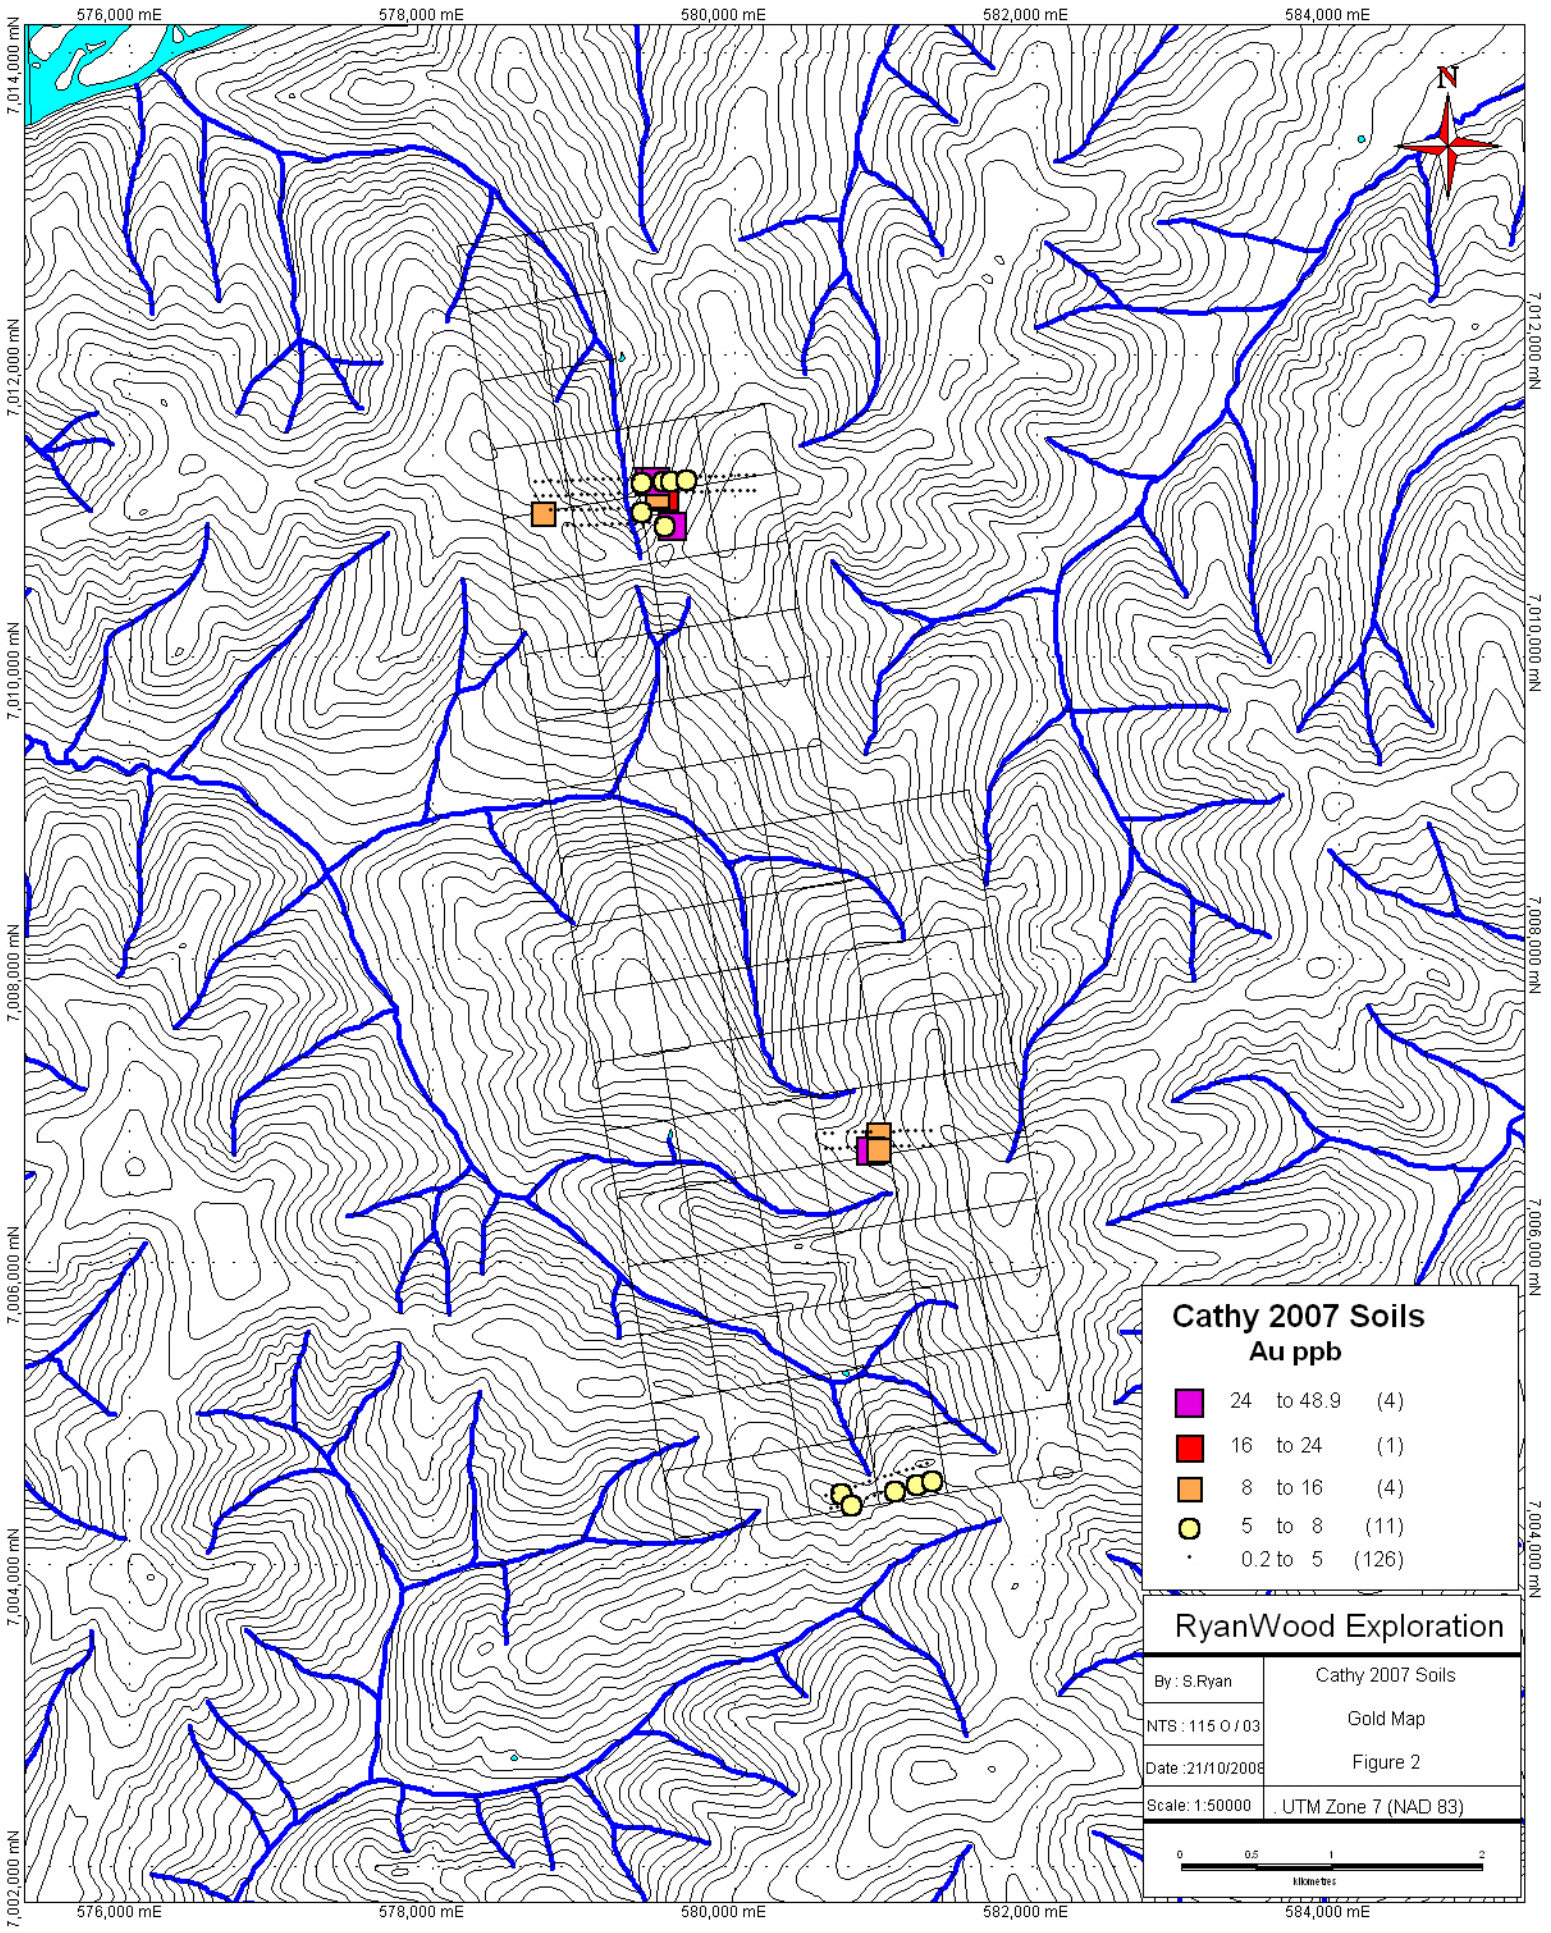 576,000 mE 578,000 mE 580,000 mE 582,000 mE 584,000 mE
7,014,000 mN
N
7,012,000 mN
7,012,000 mN
7,010,000 mN
7,010,000 mN
7,008,000 mN
7,008,000 mN
7,006,000 mN
7,006,000 mN
7,004,000 mN
7,004,000 mN
7,002,000 mN
Cathy 2007 Soils
Au ppb
24 to 48.9 (4)
16 to 24 (1)
8 to 16 (4)
5 to 8 (11)
0.2 to 5 (126)
RyanWood Exploration
By : S.Ryan
Cathy 2007 Soils
NTS : 115 O / 03
Gold Map
Date :21/10/2008
Figure 2
Scale: 1:50000
. UTM Zone 7 (NAD 83)
0 0.5 1 2
kilometres
576,000 mE 578,000 mE 580,000 mE 582,000 mE 584,000 mE